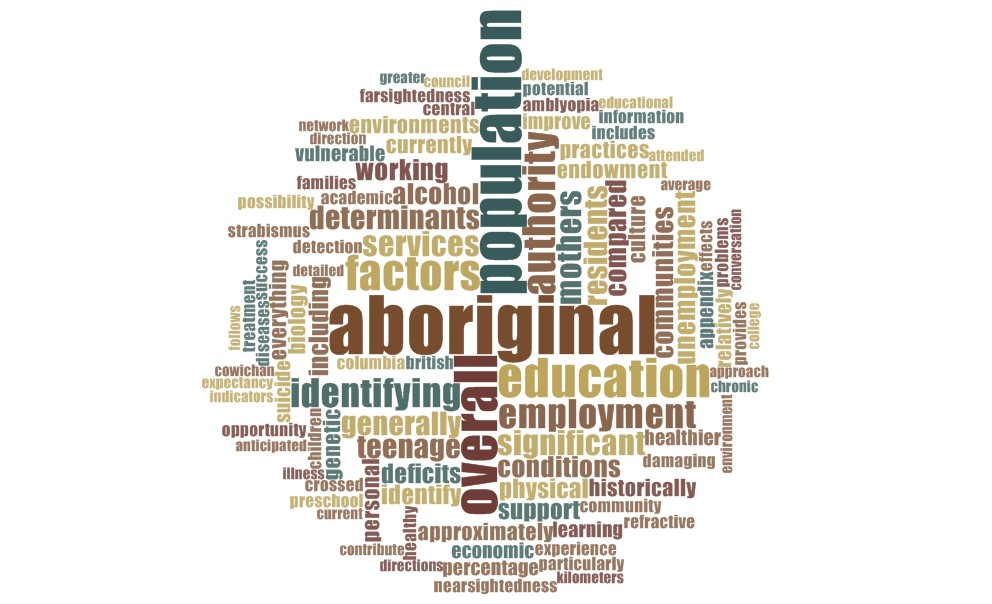 population
greater
council
development
farsightedness
potential
central
amblyopia
educational
network
environments
improve
information
direction
currently
includes
vulnerable
practices
attended
working
endowment
families
average
possibility
academic
alcohol
authority
mothers
residents
compared
culture
determinants
strabismus
detection
services
communities
unemployment
effects
problems
conversation
detailed
factors
success
everything
biology
including
treatment
diseases
follows
aboriginal
appendix
relatively
provides
college
columbia
british
cowichan
expectancy
indicators
suicide
identifying
overall
education
approach
chronic
employment
environment
opportunity
anticipated
children
genetic
generally
significant
healthier
teenage
conditions
damaging
illness
crossed
deficits
physical
historically
preschool
personal
identify
current
support
community
refractive
healthy
approximately
learning
contribute
economic
experience
directions
percentage
particularly
kilometers
nearsightedness